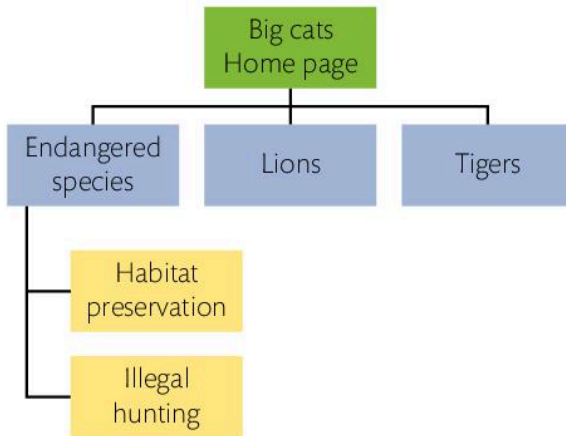 Big cats
Home page
Endangered
species
Lions
Tigers
Habitat
preservation
Illegal
hunting